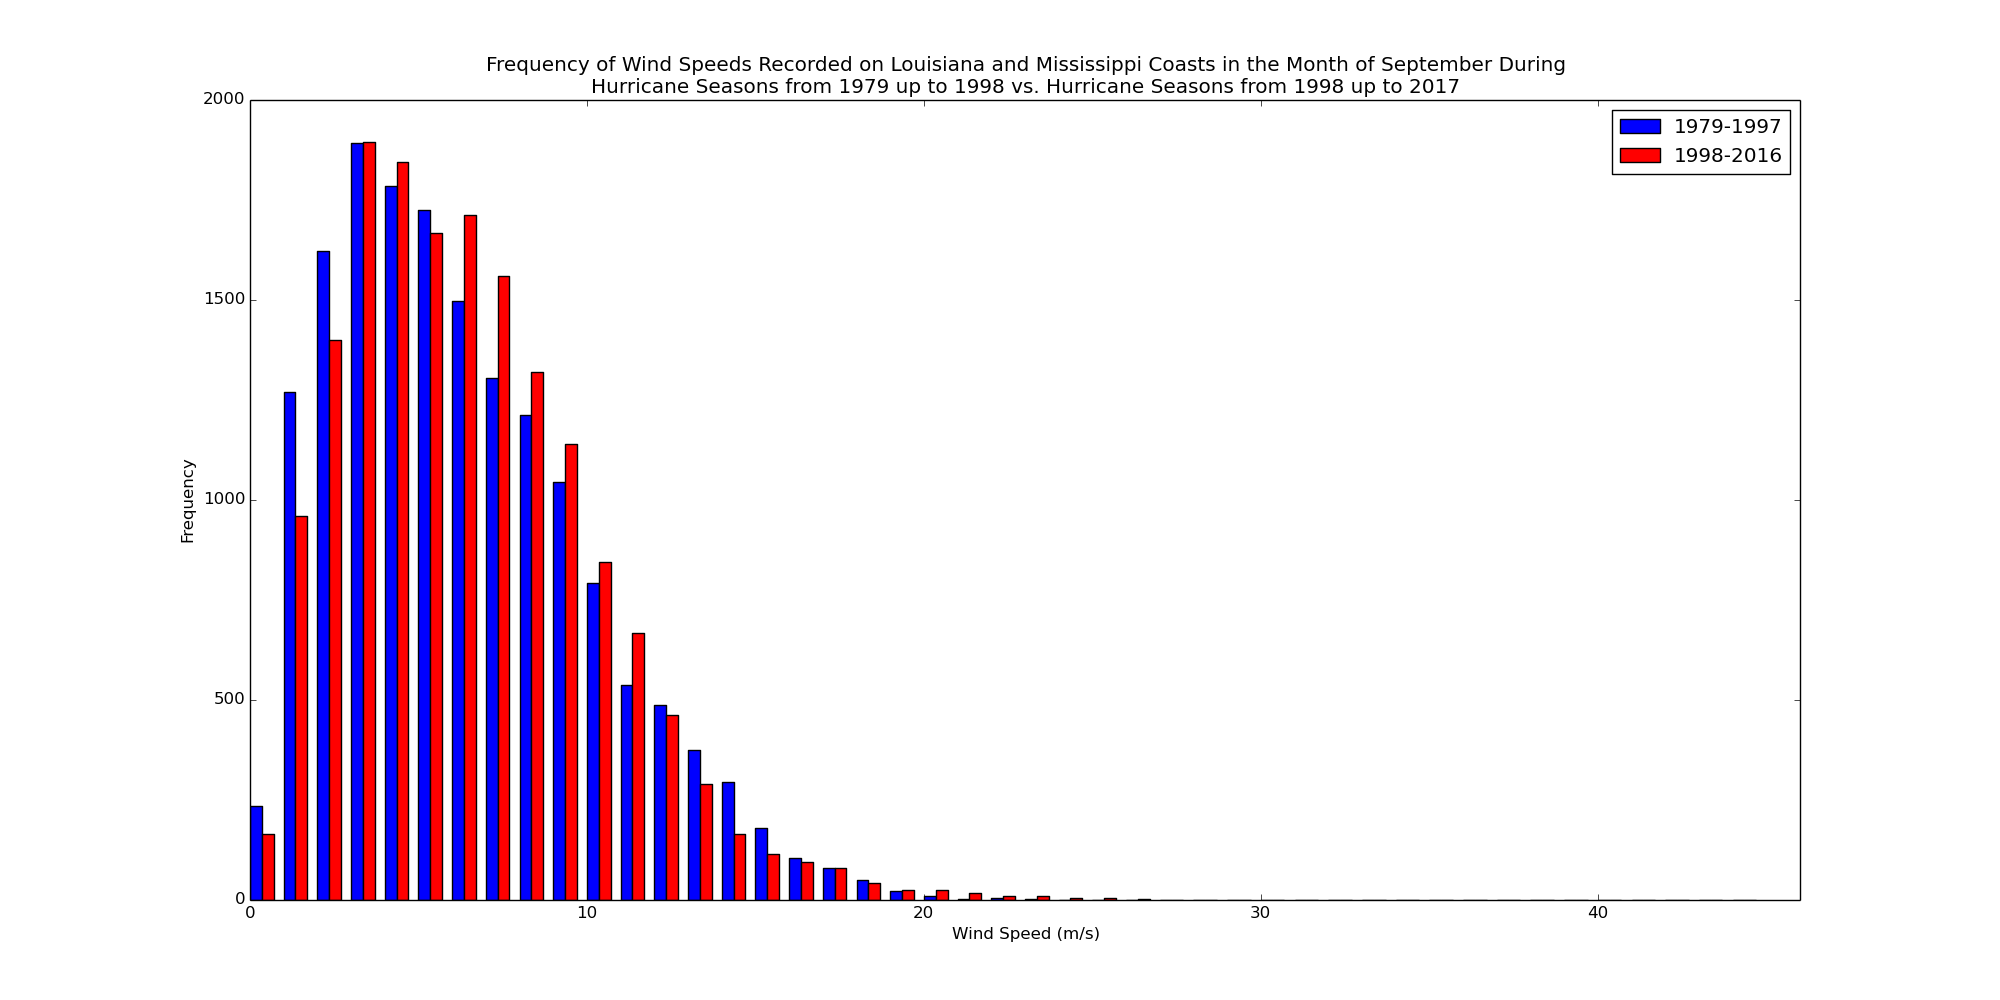 Frequency of Wind Speeds Recorded on Louisiana and Mississippi Coasts in the Month of September During
Hurricane Seasons from 1979 up to 1998 vs. Hurricane Seasons from 1998 up to 2017
1979-1997
1998-2016
2000
1500
1000
500
0
Frequency
0 10 20 30 40
Wind Speed (m/s)